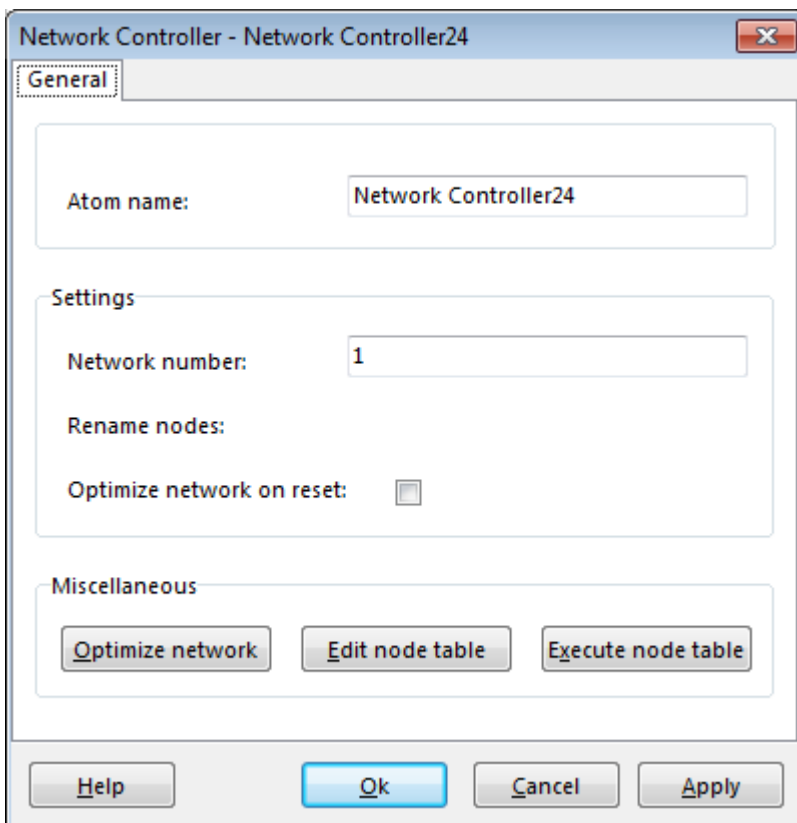 Network Controller - Network Controller24
General
Atom name: Network Controller24
Settings
Network number: 1
Rename nodes:
Optimize network on reset:
Miscellaneous
Optimize network Edit node table Execute node table
Help Ok Cancel Apply